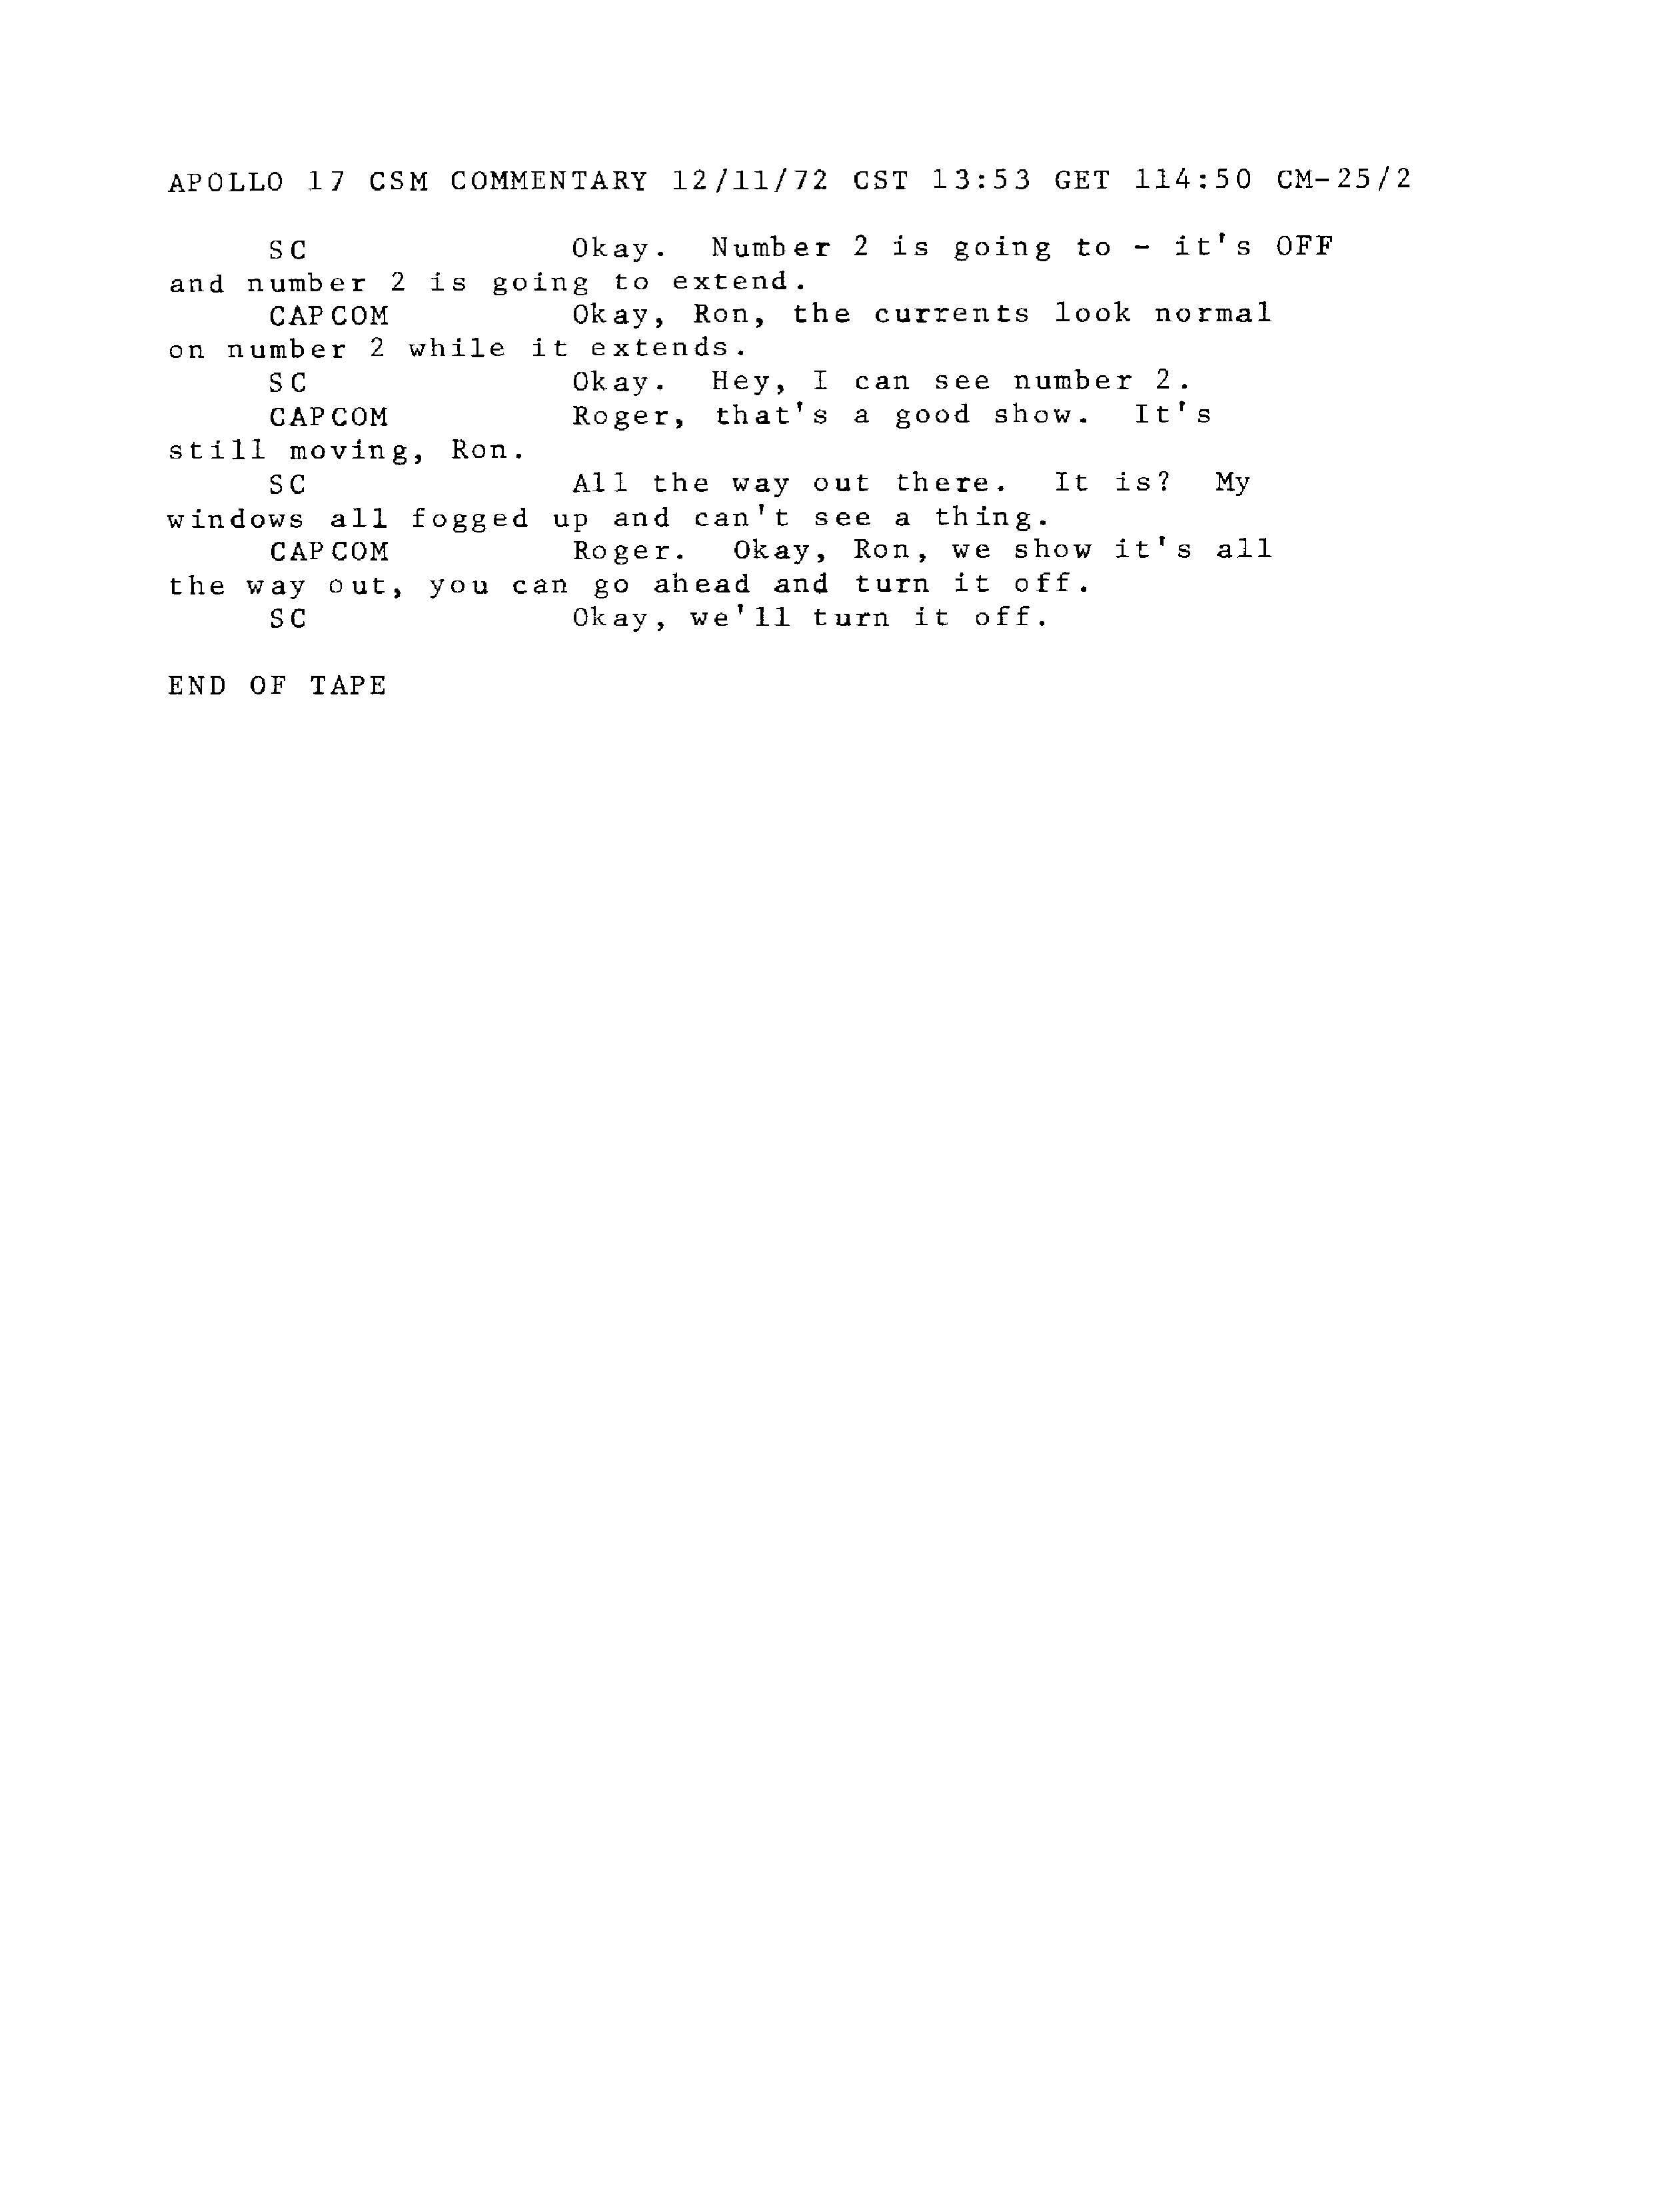 APOLLO 17 CSM COMMENTARY 12/11/72 CST 13:53 GET 114:50 CM-25/2
SC Okay. Number 2 is going to - it's OFF
and number 2 is going to extend.
CAPCOM Okay, Ron, the currents look normal
on number 2 while it extends.
SC Okay. Hey, I can see number 2.
CAPCOM Roger, that's a good show. It's
still moving, Ron.
SC All the way out there. It is? My
windows all fogged up and can't see a thing.
CAPCOM Roger. Okay, Ron, we show it's all
the way out, you can go ahead and turn it off.
SC Okay, we'll turn it off.
END OF TAPE